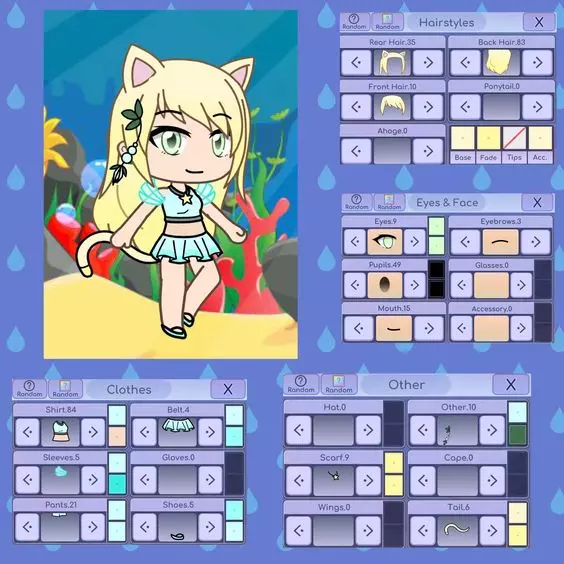 ? Random
? Random
Hairstyles
X
Rear Hair.35
Back Hair.83
Front Hair.10
Ponytail.0
Ahoge.0
Base
Fade
Tips
Acc.
? Random
? Random
Eyes & Face
X
Eyes.9
Eyebrows.3
Pupils.49
Glasses.0
Mouth.15
Accessory.0
? Random
? Random
Clothes
X
Shirt.84
Belt.4
Sleeves.5
Gloves.0
Pants.21
Shoes.5
? Random
? Random
Other
X
Hat.0
Other.10
Scarf.9
Cape.0
Wings.0
Tail.6